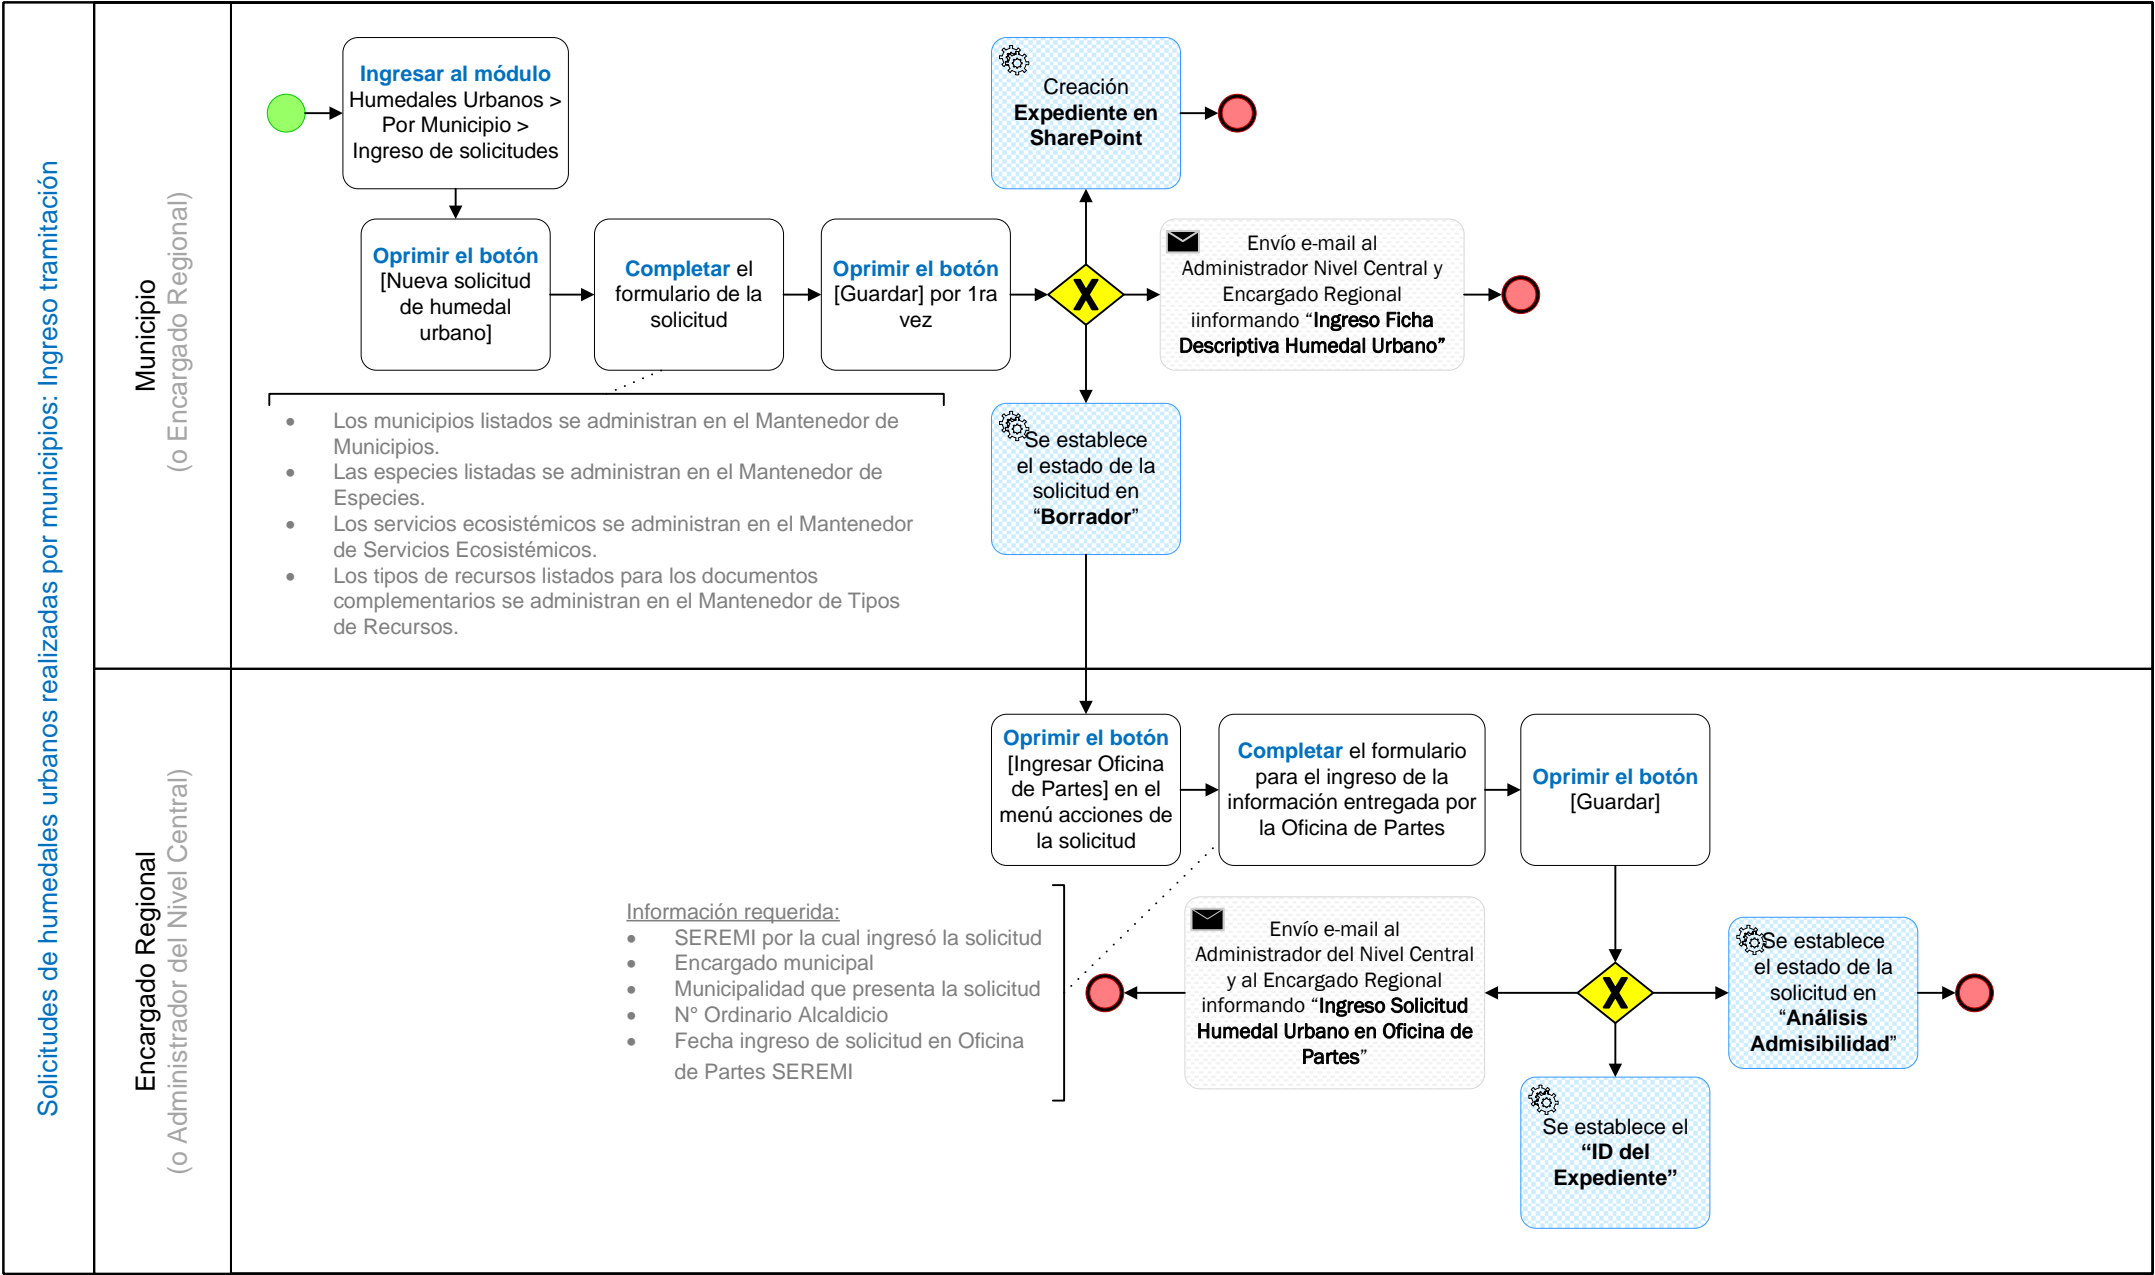 Solicitudes de humedales urbanos realizadas por municipios: Ingreso tramitación
Municipio
(o Encargado Regional)
Ingresar al módulo
Humedales Urbanos >
Por Municipio >
Ingreso de solicitudes
Oprimir el botón
[Nueva solicitud
de humedal
urbano]
Completar el
formulario de la
solicitud
Oprimir el botón
[Guardar] por 1ra
vez
X
Creación
Expediente en
SharePoint
Envío e-mail al
Administrador Nivel Central y
Encargado Regional
iinformando “Ingreso Ficha
Descriptiva Humedal Urbano”
Se establece
el estado de la
solicitud en
“Borrador”
• Los municipios listados se administran en el Mantenedor de
Municipios.
• Las especies listadas se administran en el Mantenedor de
Especies.
• Los servicios ecosistémicos se administran en el Mantenedor
de Servicios Ecosistémicos.
• Los tipos de recursos listados para los documentos
complementarios se administran en el Mantenedor de Tipos
de Recursos.
Encargado Regional
(o Administrador del Nivel Central)
Oprimir el botón
[Ingresar Oficina
de Partes] en el
menú acciones de
la solicitud
Completar el formulario
para el ingreso de la
información entregada por
la Oficina de Partes
Oprimir el botón
[Guardar]
Información requerida:
• SEREMI por la cual ingresó la solicitud
• Encargado municipal
• Municipalidad que presenta la solicitud
• N° Ordinario Alcaldicio
• Fecha ingreso de solicitud en Oficina
de Partes SEREMI
Envío e-mail al
Administrador del Nivel Central
y al Encargado Regional
informando “Ingreso Solicitud
Humedal Urbano en Oficina de
Partes”
X
Se establece
el estado de la
solicitud en
“Análisis
Admisibilidad”
Se establece el
“ID del
Expediente”